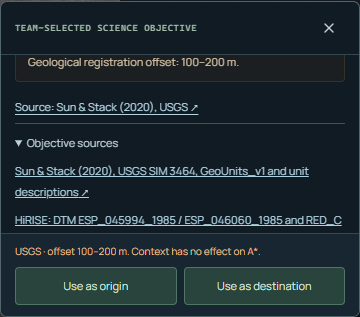 TEAM-SELECTED SCIENCE OBJECTIVE
Geological registration offset: 100–200 m.
Source: Sun & Stack (2020), USGS ↗
▼ Objective sources
Sun & Stack (2020), USGS SIM 3464, GeoUnits_v1 and unit
descriptions ↗
HiRISE: DTM ESP_045994_1985 / ESP_046060_1985 and RED_C
USGS · offset 100–200 m. Context has no effect on A*.
Use as origin
Use as destination